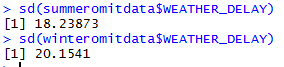 > sd(summeromitdata$WEATHER_DELAY)
[1] 18.23873
> sd(winteromitdata$WEATHER_DELAY)
[1] 20.1541